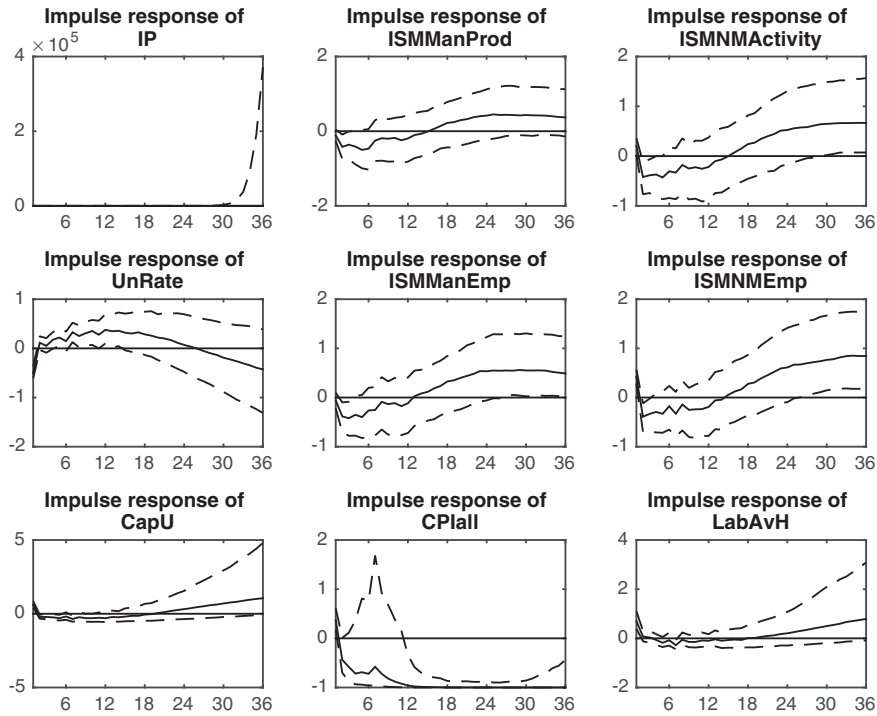 Impulse response of
IP
× 10^5
4
2
0
6 12 18 24 30 36
Impulse response of
ISMManProd
2
0
-2
6 12 18 24 30 36
Impulse response of
ISMNMActivity
2
1
0
-1
6 12 18 24 30 36
Impulse response of
UnRate
1
0
-1
-2
6 12 18 24 30 36
Impulse response of
ISMManEmp
2
1
0
-1
6 12 18 24 30 36
Impulse response of
ISMNMEmp
2
1
0
-1
6 12 18 24 30 36
Impulse response of
CapU
5
0
-5
6 12 18 24 30 36
Impulse response of
CPIall
2
1
0
-1
6 12 18 24 30 36
Impulse response of
LabAvH
4
2
0
-2
6 12 18 24 30 36